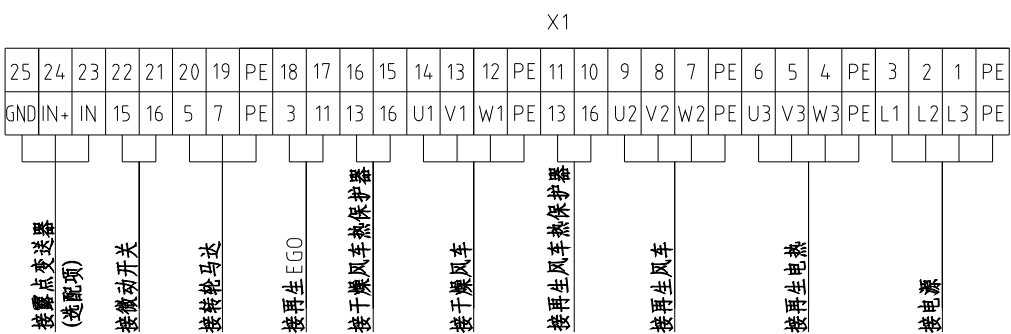 X1
25 24 23 22 21 20 19 PE 18 17 16 15 14 13 12 PE 11 10 9 8 7 PE 6 5 4 PE 3 2 1 PE
GND IN+ IN 15 16 5 7 PE 3 11 13 16 U1 V1 W1 PE 13 16 U2 V2 W2 PE U3 V3 W3 PE L1 L2 L3 PE
接露点变送器
(选配项)
接微动开关
接转轮马达
接再生EGO
接干燥风车热保护器
接干燥风车
接再生风车热保护器
接再生风车
接再生电热
接电源